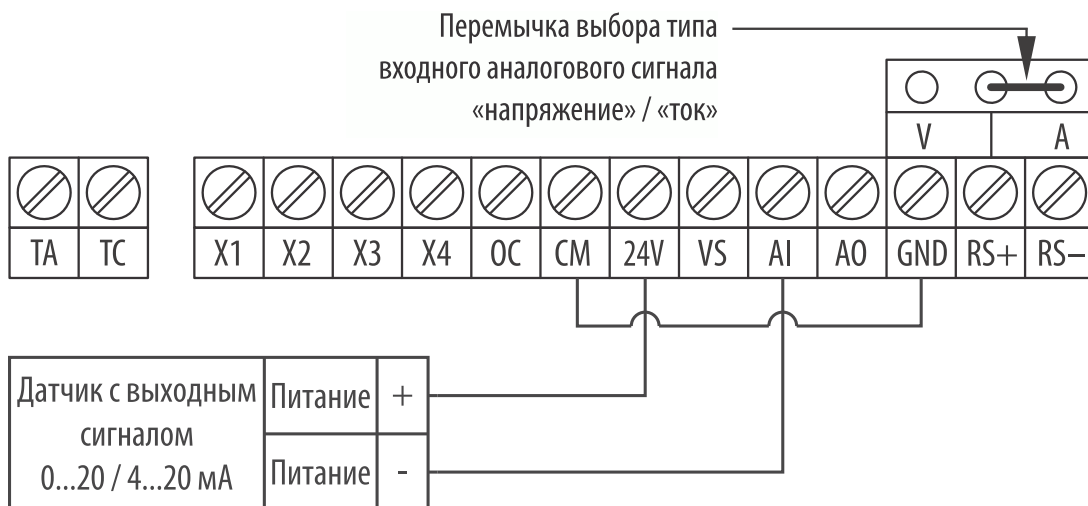 Перемычка выбора типа
входного аналогового сигнала
«напряжение» / «ток»
V A
TA TC X1 X2 X3 X4 OC CM 24V VS AI AO GND RS+ RS–
Датчик с выходным
сигналом
0...20 / 4...20 мА
Питание +
Питание -